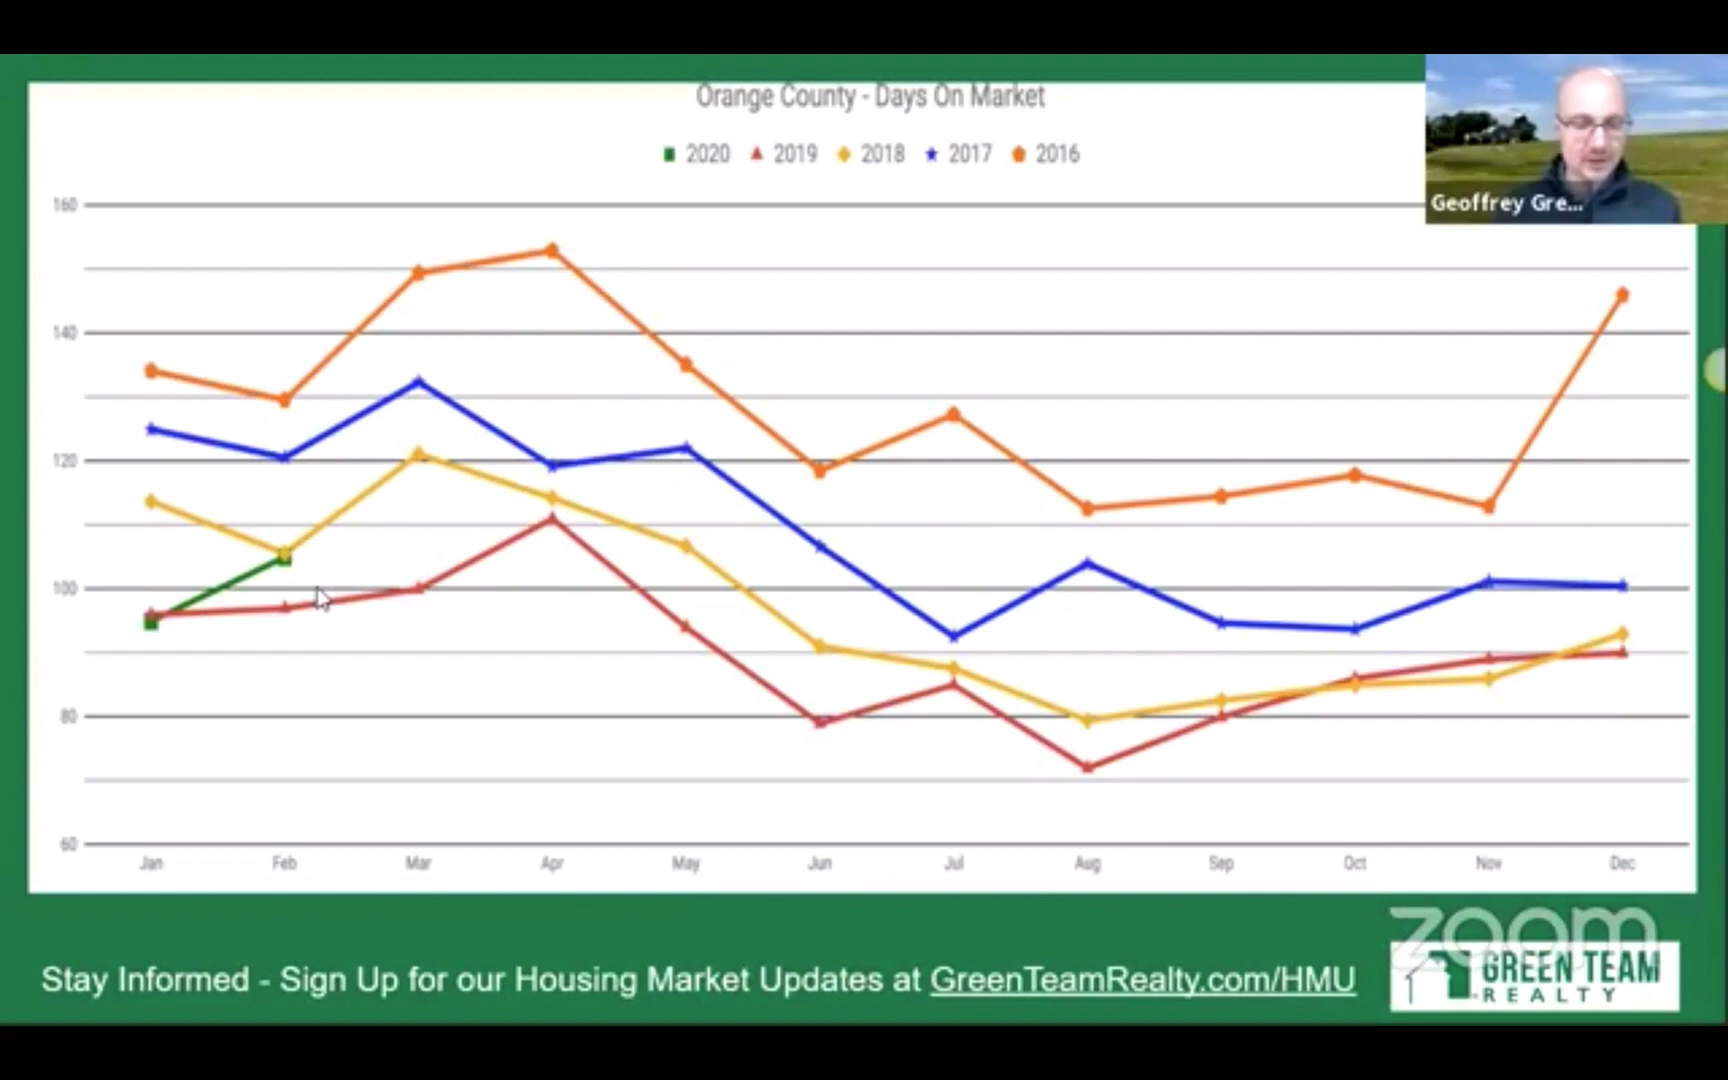 Orange County - Days On Market
2020 2019 2018 2017 2016
Geoffrey Gre...
160
140
120
100
80
60
Jan Feb Mar Apr May Jun Jul Aug Sep Oct Nov Dec
zoom
Stay Informed - Sign Up for our Housing Market Updates at GreenTeamRealty.com/HMU
GREEN TEAM
REALTY